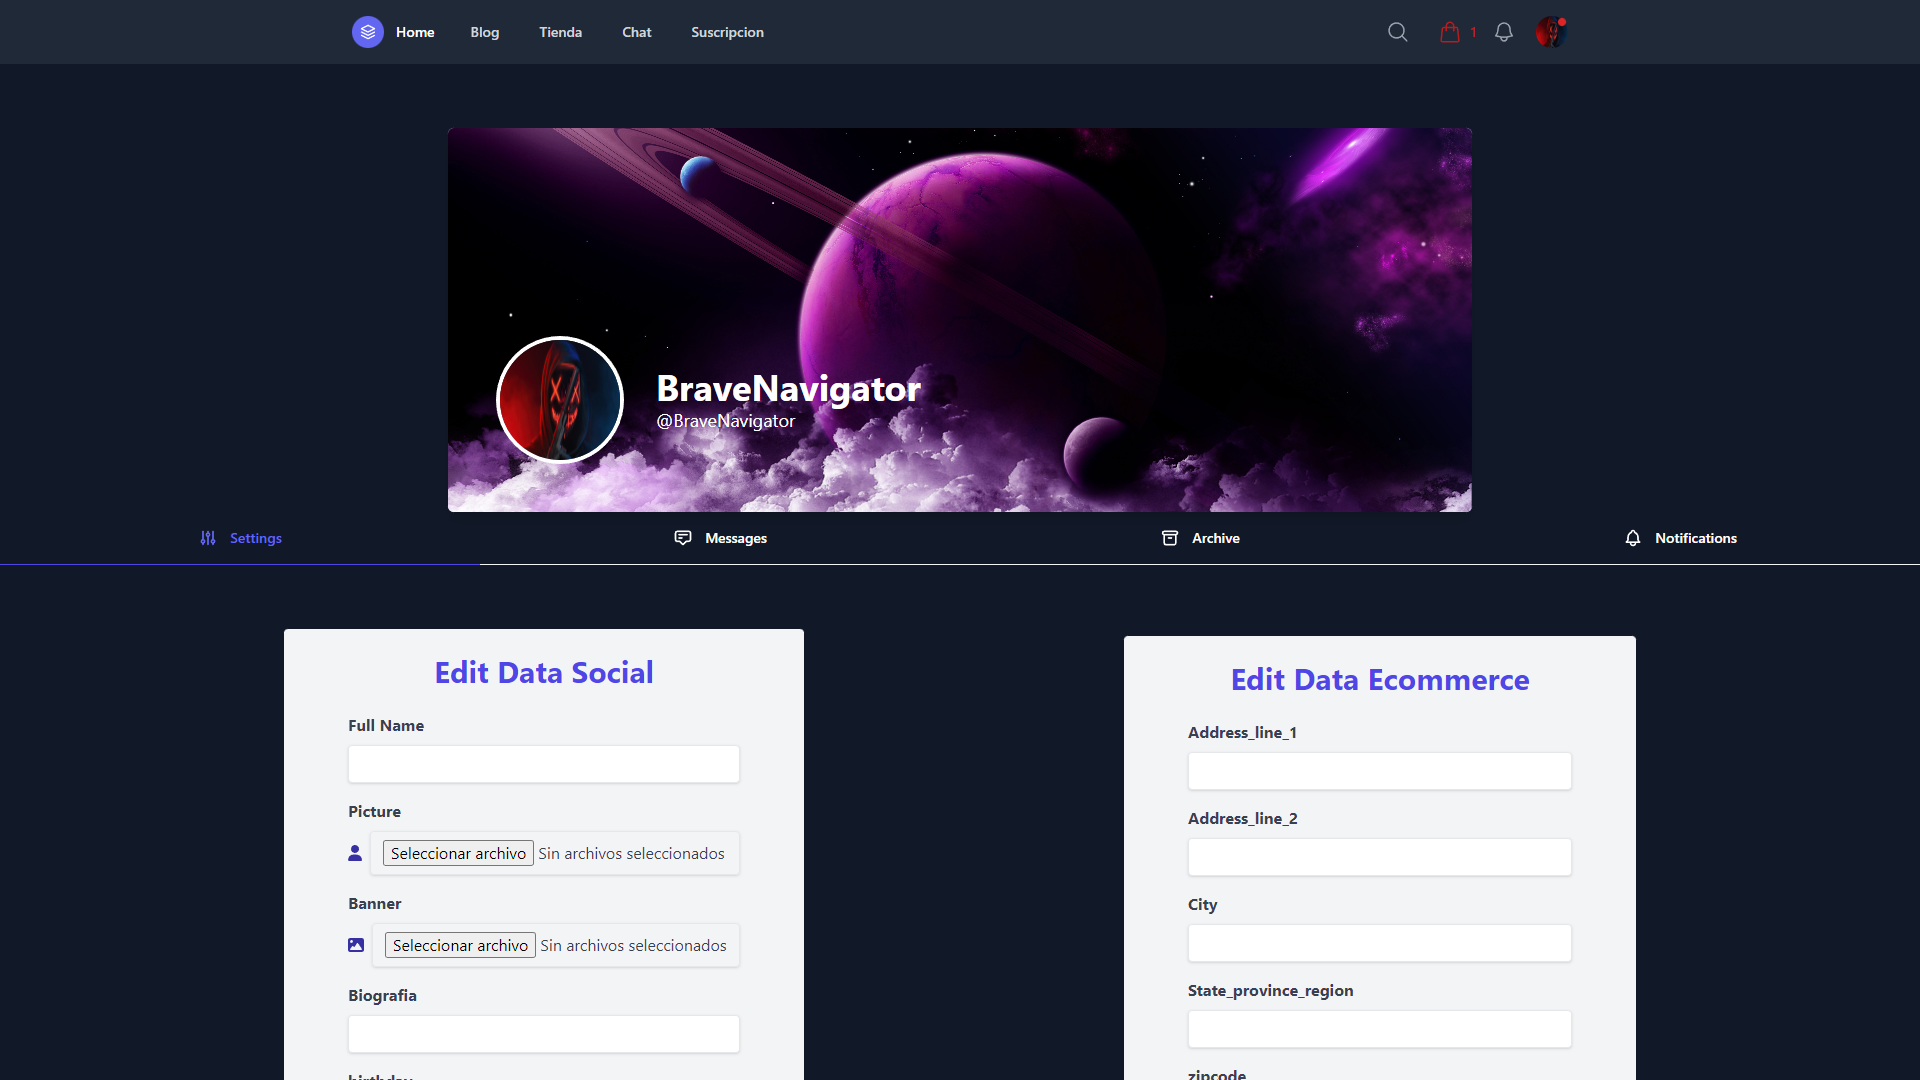 Home Blog Tienda Chat Suscripcion 1
BraveNavigator
@BraveNavigator
Settings Messages Archive Notifications
Edit Data Social
Full Name
Picture
Seleccionar archivo Sin archivos seleccionados
Banner
Seleccionar archivo Sin archivos seleccionados
Biografia
birthday
Edit Data Ecommerce
Address_line_1
Address_line_2
City
State_province_region
zipcode